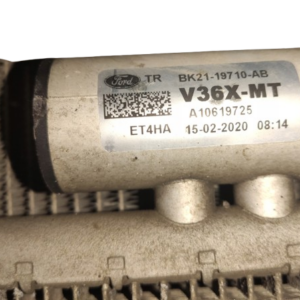 Ford TR BK21-19710-AB
V36X-MT
A10619725
ET4HA 15-02-2020 08:14